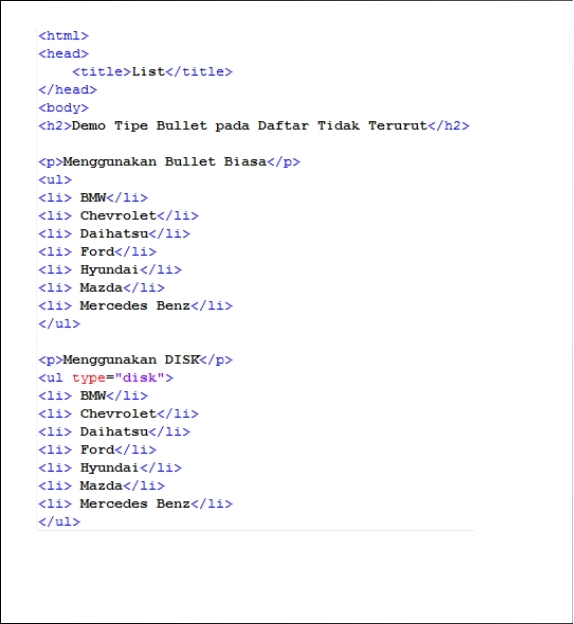 <html>
<head>
    <title>List</title>
</head>
<body>
<h2>Demo Tipe Bullet pada Daftar Tidak Terurut</h2>

<p>Menggunakan Bullet Biasa</p>
<ul>
<li> BMW</li>
<li> Chevrolet</li>
<li> Daihatsu</li>
<li> Ford</li>
<li> Hyundai</li>
<li> Mazda</li>
<li> Mercedes Benz</li>
</ul>

<p>Menggunakan DISK</p>
<ul type="disk">
<li> BMW</li>
<li> Chevrolet</li>
<li> Daihatsu</li>
<li> Ford</li>
<li> Hyundai</li>
<li> Mazda</li>
<li> Mercedes Benz</li>
</ul>